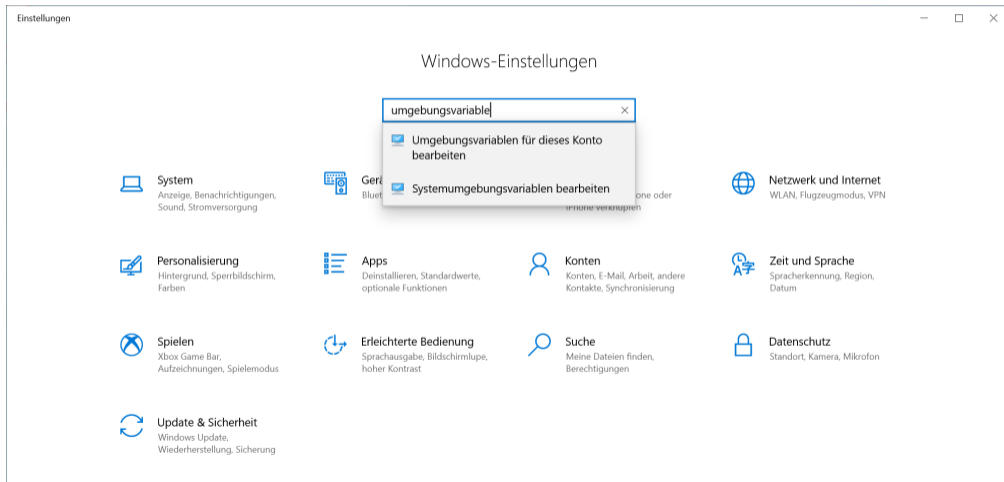 Einstellungen
Windows-Einstellungen
umgebungsvariable
Umgebungsvariablen für dieses Konto
bearbeiten
Systemumgebungsvariablen bearbeiten
System
Anzeige, Benachrichtigungen,
Sound, Stromversorgung
one oder
Netzwerk und Internet
WLAN, Flugzeugmodus, VPN
Personalisierung
Hintergrund, Sperrbildschirm,
Farben
Apps
Deinstallieren, Standardwerte,
optionale Funktionen
Konten
Konten, E-Mail, Arbeit, andere
Kontakte, Synchronisierung
Zeit und Sprache
Spracherkennung, Region,
Datum
Spielen
Xbox Game Bar,
Aufzeichnungen, Spielemodus
Erleichterte Bedienung
Sprachausgabe, Bildschirmlupe,
hoher Kontrast
Suche
Meine Dateien finden,
Berechtigungen
Datenschutz
Standort, Kamera, Mikrofon
Update & Sicherheit
Windows Update,
Wiederherstellung, Sicherung